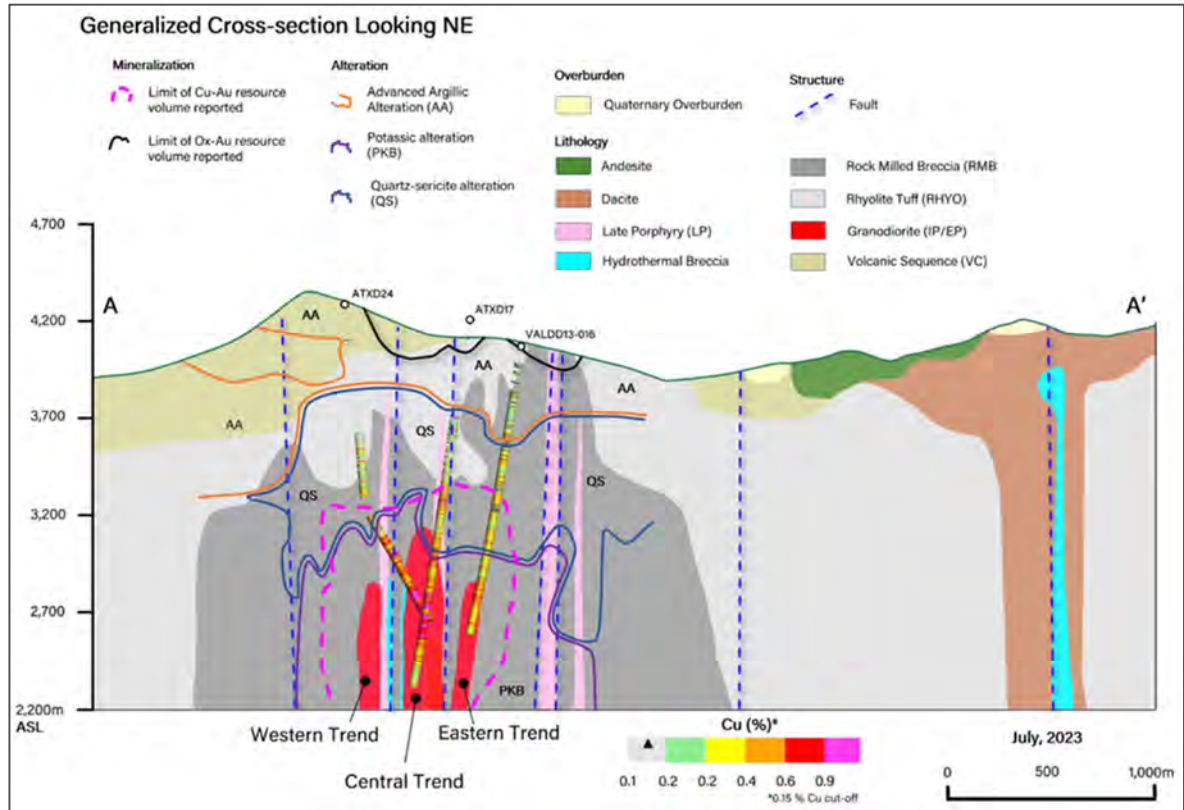 Generalized Cross-section Looking NE
Mineralization
Limit of Cu-Au resource
volume reported
Limit of Ox-Au resource
volume reported
Alteration
Advanced Argillic
Alteration (AA)
Potassic alteration
(PKB)
Quartz-sericite alteration
(QS)
Overburden
Quaternary Overburden
Lithology
Andesite
Dacite
Late Porphyry (LP)
Hydrothermal Breccia
Structure
Fault
Rock Milled Breccia (RMB
Rhyolite Tuff (RHYO)
Granodiorite (IP/EP)
Volcanic Sequence (VC)
4,700
4,200
3,700
3,200
2,700
2,200m
ASL
A
A'
ATXD24
ATXD17
VALDD13-016
AA
AA
AA
AA
QS
QS
QS
PKB
Western Trend
Central Trend
Eastern Trend
Cu (%)*
0.1 0.2 0.2 0.4 0.6 0.9
*0.15 % Cu cut-off
July, 2023
0 500 1,000m